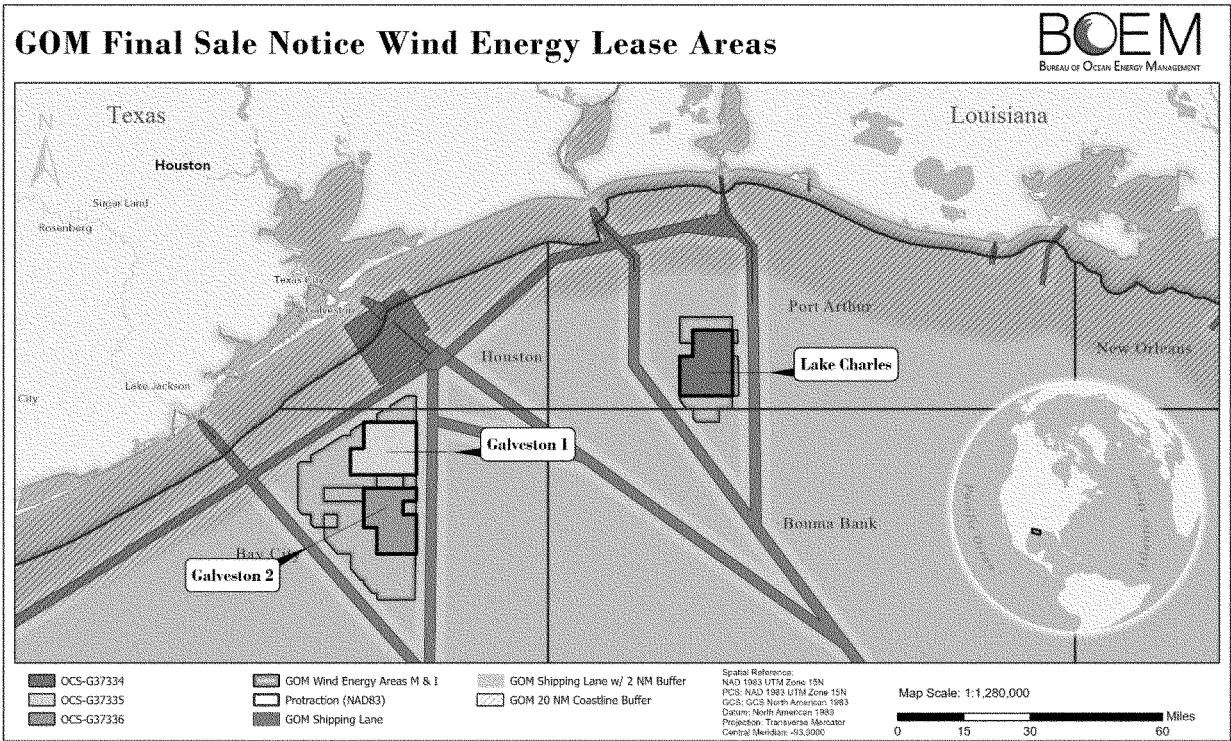 GOM Final Sale Notice Wind Energy Lease Areas
BOEM
BUREAU OF OCEAN ENERGY MANAGEMENT
Texas
Louisiana
N
Houston
Sugar Land
Rosenberg
Texas City
Galveston
Port Arthur
Houston
New Orleans
Lake Charles
Lake Jackson
City
Galveston 1
Bouma Bank
Bay City
Galveston 2
OCS-G37334
OCS-G37335
OCS-G37336
GOM Wind Energy Areas M & I
Protraction (NAD83)
GOM Shipping Lane
GOM Shipping Lane w/ 2 NM Buffer
GOM 20 NM Coastline Buffer
Spatial Reference:
NAD 1983 UTM Zone 15N
PCS: NAD 1983 UTM Zone 15N
GCS: GCS North American 1983
Datum: North American 1983
Projection: Transverse Mercator
Central Meridian: -93.0000
Map Scale: 1:1,280,000
0 15 30 60 Miles